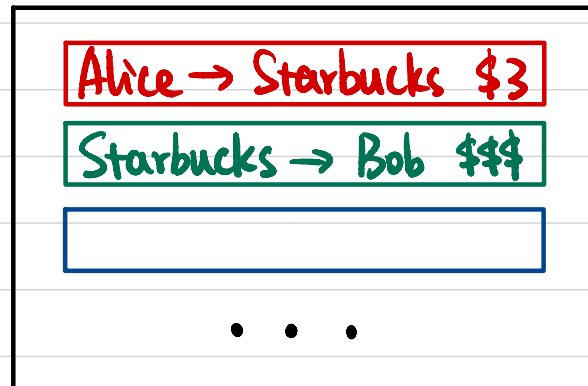 Alice → Starbucks $3
Starbucks → Bob $$$
• • •